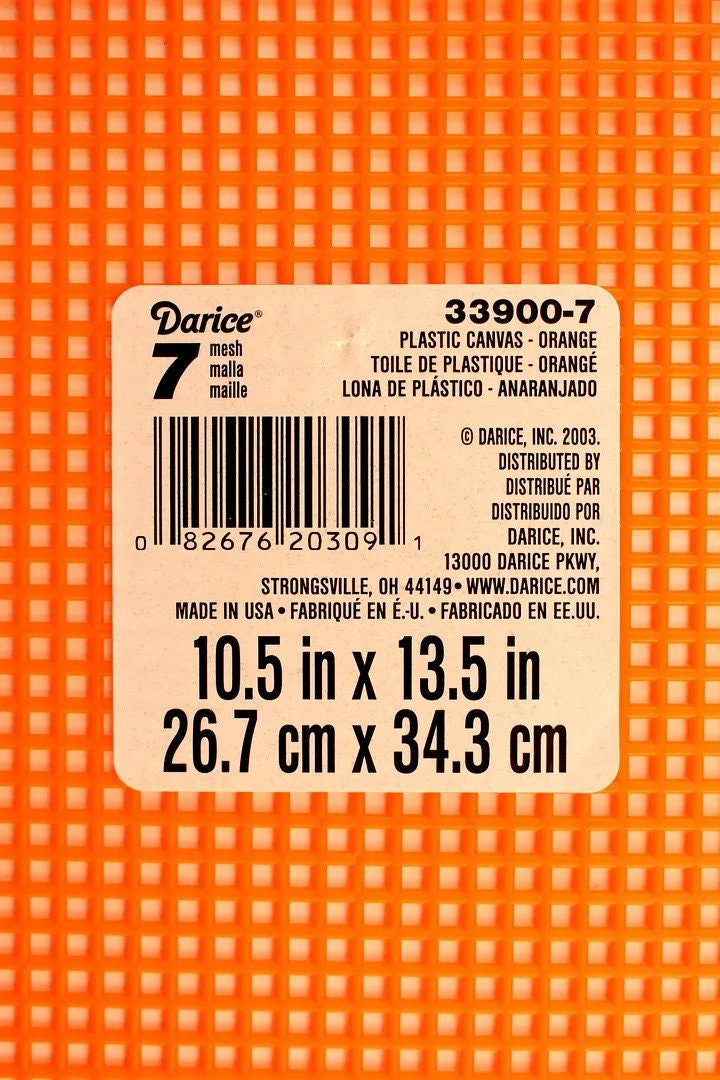 Darice®
7 mesh
malla
maille
33900-7
PLASTIC CANVAS - ORANGE
TOILE DE PLASTIQUE - ORANGÉ
LONA DE PLÁSTICO - ANARANJADO
0 82676 20309 1
© DARICE, INC. 2003.
DISTRIBUTED BY
DISTRIBUÉ PAR
DISTRIBUIDO POR
DARICE, INC.
13000 DARICE PKWY,
STRONGSVILLE, OH 44149 • WWW.DARICE.COM
MADE IN USA • FABRIQUÉ EN É.-U. • FABRICADO EN EE.UU.
10.5 in x 13.5 in
26.7 cm x 34.3 cm